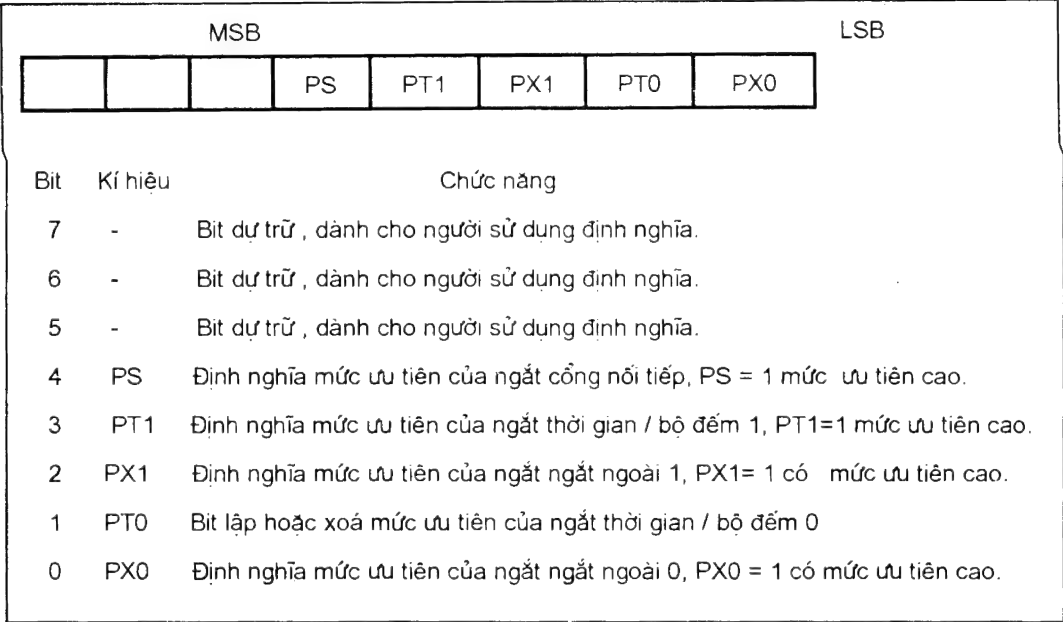 MSB LSB
PS PT1 PX1 PT0 PX0
Bit Kí hiệu Chức năng
7 - Bit dự trữ , dành cho người sử dụng định nghĩa.
6 - Bit dự trữ , dành cho người sử dụng định nghĩa.
5 - Bit dự trữ , dành cho người sử dụng định nghĩa.
4 PS Định nghĩa mức ưu tiên của ngắt cổng nối tiếp, PS = 1 mức ưu tiên cao.
3 PT1 Định nghĩa mức ưu tiên của ngắt thời gian / bộ đếm 1, PT1=1 mức ưu tiên cao.
2 PX1 Định nghĩa mức ưu tiên của ngắt ngắt ngoài 1, PX1= 1 có mức ưu tiên cao.
1 PT0 Bit lập hoặc xoá mức ưu tiên của ngắt thời gian / bộ đếm 0
0 PX0 Định nghĩa mức ưu tiên của ngắt ngắt ngoài 0, PX0 = 1 có mức ưu tiên cao.